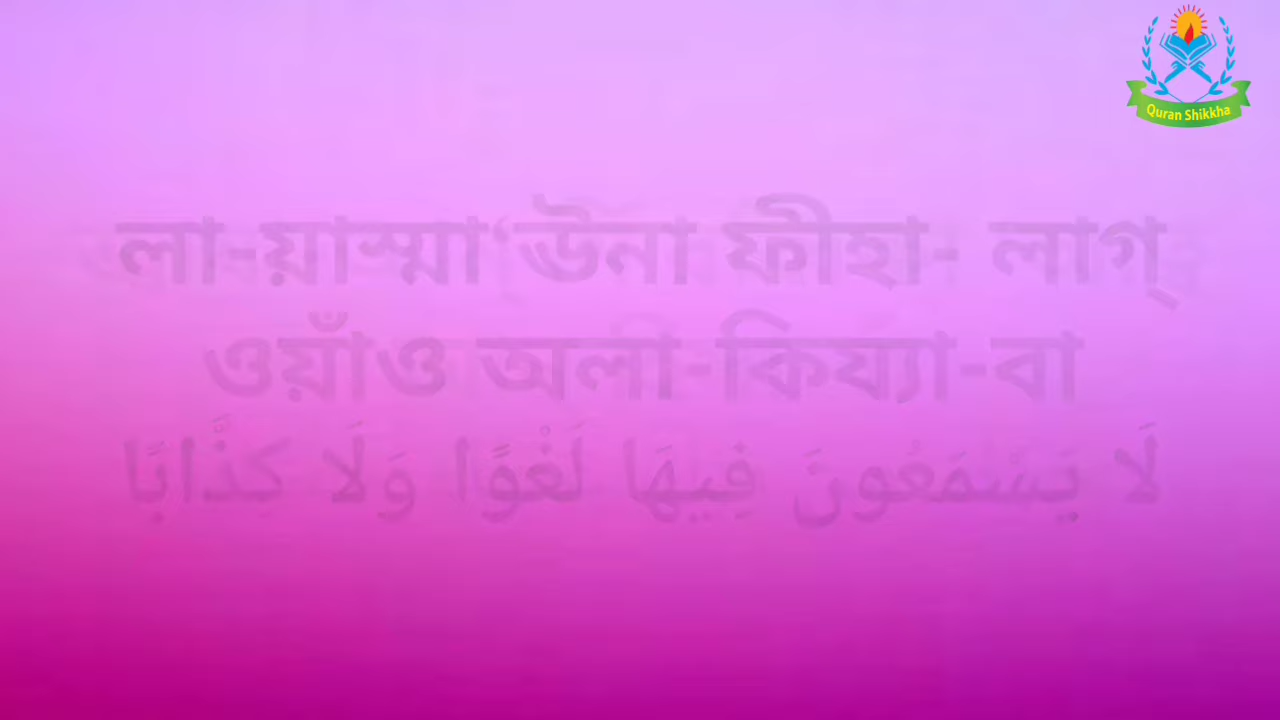 Quran Shikkha
লা-য়াস্মা‘ঊনা ফীহা- লাগ্
ওয়াঁও অলা-কিয্যা-বা
لَا يَسْمَعُونَ فِيهَا لَغْوًا وَلَا كِذَّابًا